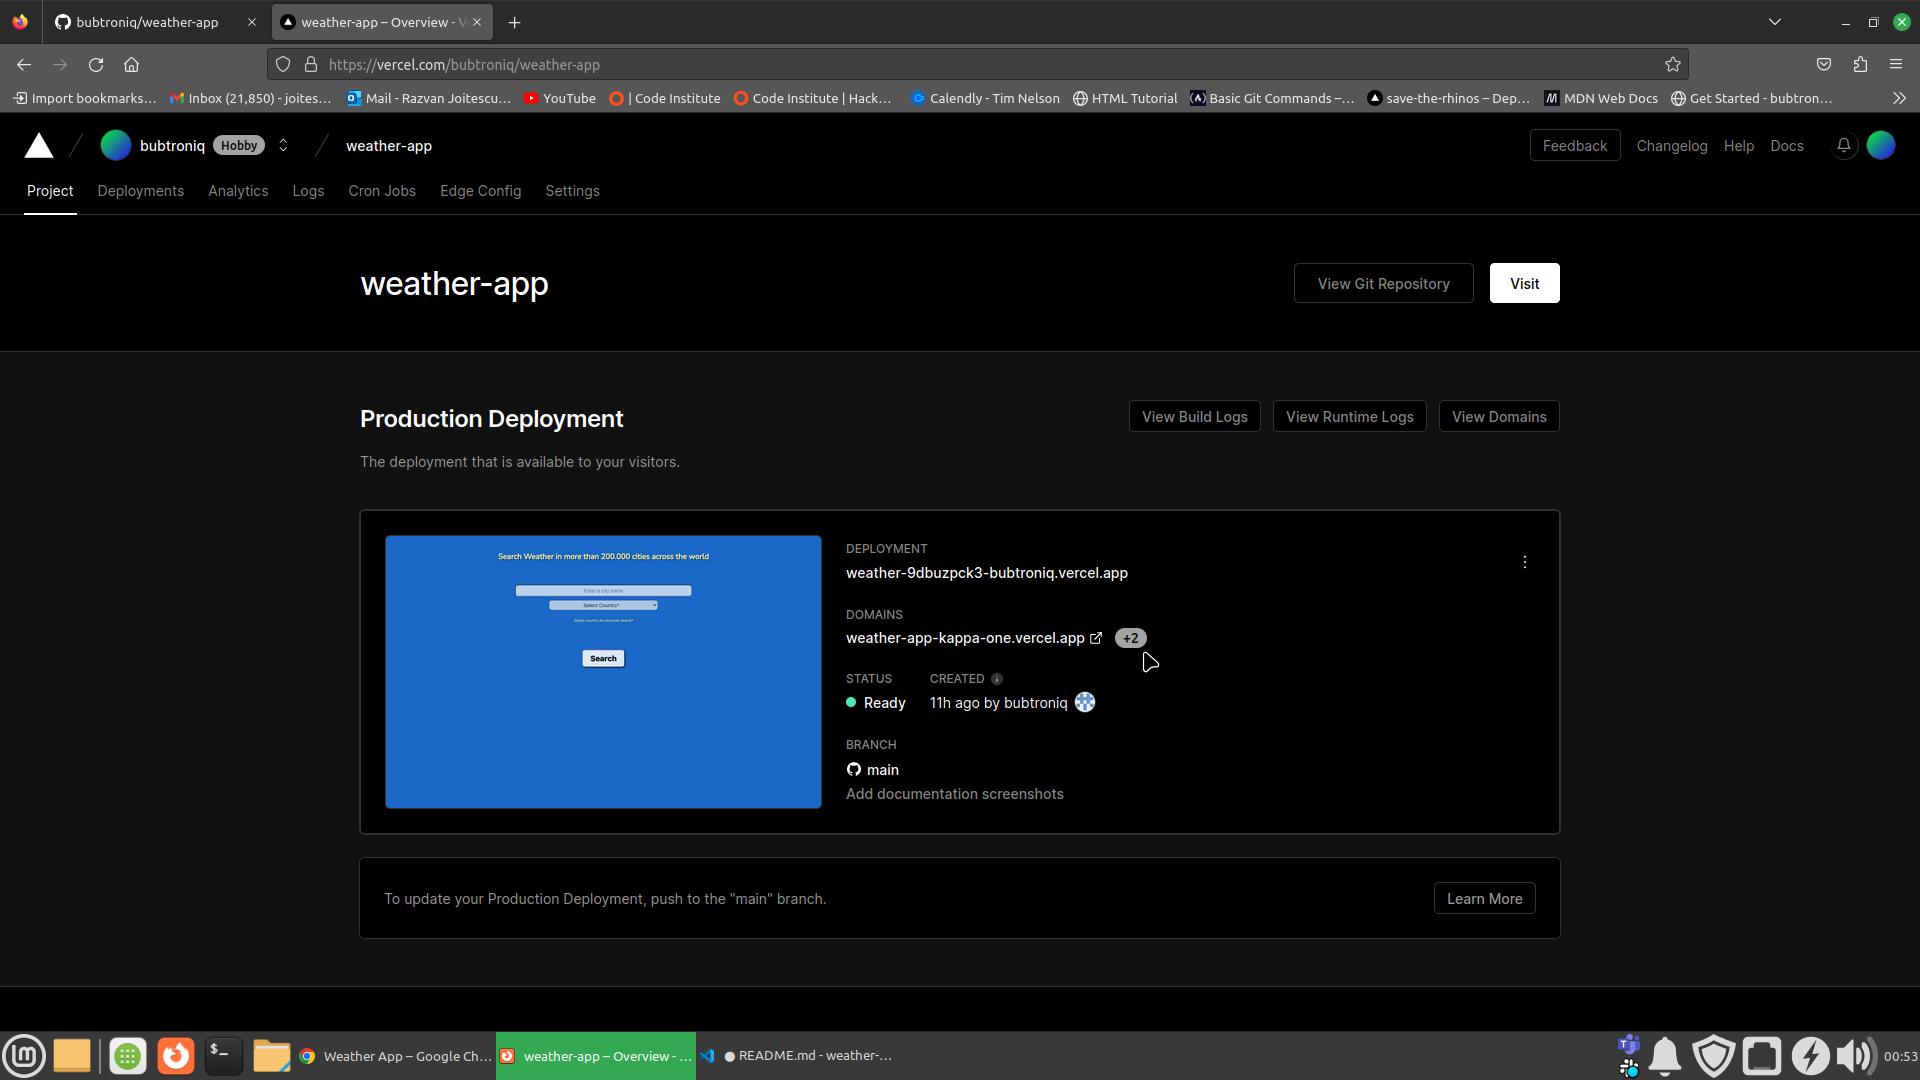 bubtroniq/weather-app
weather-app – Overview - V
https://vercel.com/bubtroniq/weather-app
Import bookmarks...
Inbox (21,850) - joites...
Mail - Razvan Joitescu...
YouTube
| Code Institute
Code Institute | Hack...
Calendly - Tim Nelson
HTML Tutorial
Basic Git Commands –...
save-the-rhinos – Dep...
MDN Web Docs
Get Started - bubtron...
bubtroniq Hobby
weather-app
Feedback
Changelog
Help
Docs
Project
Deployments
Analytics
Logs
Cron Jobs
Edge Config
Settings
weather-app
View Git Repository
Visit
Production Deployment
View Build Logs
View Runtime Logs
View Domains
The deployment that is available to your visitors.
Search Weather in more than 200.000 cities across the world
Enter a city name
Select Country*
Select country for accurate search*
Search
DEPLOYMENT
weather-9dbuzpck3-bubtroniq.vercel.app
DOMAINS
weather-app-kappa-one.vercel.app +2
STATUS
CREATED
Ready
11h ago by bubtroniq
BRANCH
main
Add documentation screenshots
To update your Production Deployment, push to the "main" branch.
Learn More
Weather App – Google Ch...
weather-app – Overview - ...
README.md - weather-...
00:53